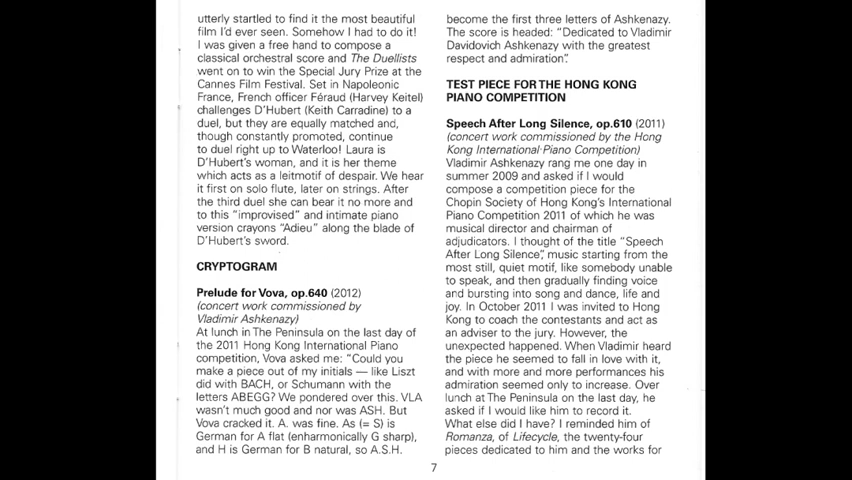 utterly startled to find it the most beautiful
film I'd ever seen. Somehow I had to do it!
I was given a free hand to compose a
classical orchestral score and The Duellists
went on to win the Special Jury Prize at the
Cannes Film Festival. Set in Napoleonic
France, French officer Féraud (Harvey Keitel)
challenges D'Hubert (Keith Carradine) to a
duel, but they are equally matched and,
though constantly promoted, continue
to duel right up to Waterloo! Laura is
D'Hubert's woman, and it is her theme
which acts as a leitmotif of despair. We hear
it first on solo flute, later on strings. After
the third duel she can bear it no more and
to this "improvised" and intimate piano
version crayons "Adieu" along the blade of
D'Hubert's sword.
CRYPTOGRAM
Prelude for Vova, op.640 (2012)
(concert work commissioned by
Vladimir Ashkenazy)
At lunch in The Peninsula on the last day of
the 2011 Hong Kong International Piano
competition, Vova asked me: "Could you
make a piece out of my initials — like Liszt
did with BACH, or Schumann with the
letters ABEGG? We pondered over this. VLA
wasn't much good and nor was ASH. But
Vova cracked it. A. was fine. As (= S) is
German for A flat (enharmonically G sharp),
and H is German for B natural, so A.S.H.
become the first three letters of Ashkenazy.
The score is headed: "Dedicated to Vladimir
Davidovich Ashkenazy with the greatest
respect and admiration".
TEST PIECE FOR THE HONG KONG
PIANO COMPETITION
Speech After Long Silence, op.610 (2011)
(concert work commissioned by the Hong
Kong International Piano Competition)
Vladimir Ashkenazy rang me one day in
summer 2009 and asked if I would
compose a competition piece for the
Chopin Society of Hong Kong's International
Piano Competition 2011 of which he was
musical director and chairman of
adjudicators. I thought of the title "Speech
After Long Silence", music starting from the
most still, quiet motif, like somebody unable
to speak, and then gradually finding voice
and bursting into song and dance, life and
joy. In October 2011 I was invited to Hong
Kong to coach the contestants and act as
an adviser to the jury. However, the
unexpected happened. When Vladimir heard
the piece he seemed to fall in love with it,
and with more and more performances his
admiration seemed only to increase. Over
lunch at The Peninsula on the last day, he
asked if I would like him to record it.
What else did I have? I reminded him of
Romanza, of Lifecycle, the twenty-four
pieces dedicated to him and the works for
7